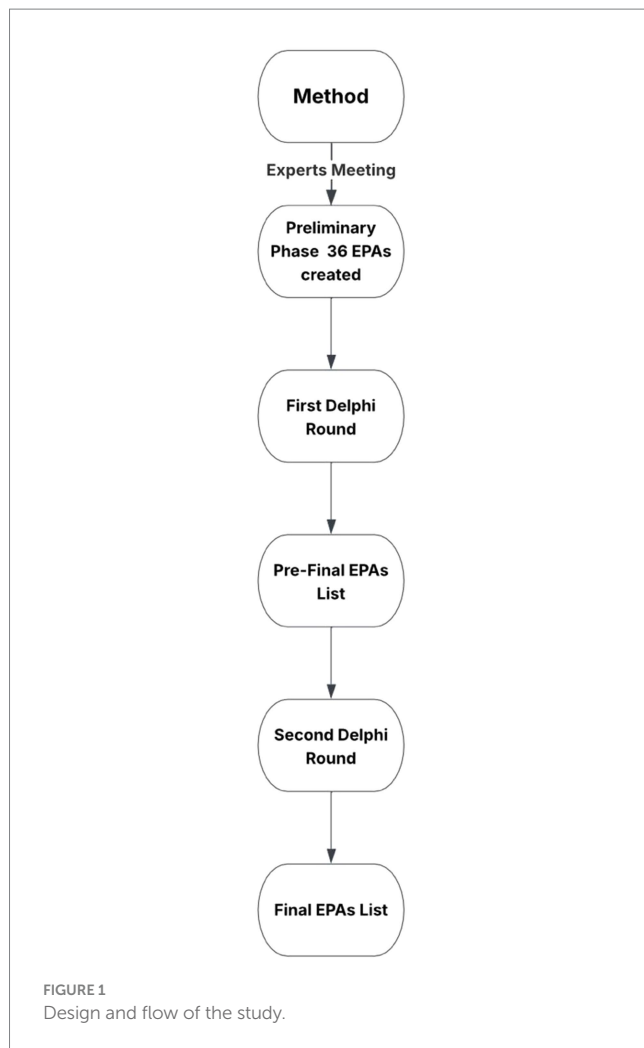 Method
Experts Meeting
Preliminary
Phase 36 EPAs
created
First Delphi
Round
Pre-Final EPAs
List
Second Delphi
Round
Final EPAs List
FIGURE 1
Design and flow of the study.